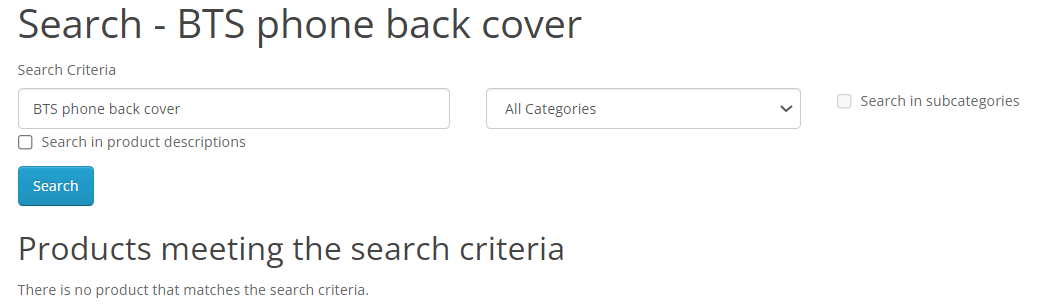 Search - BTS phone back cover
Search Criteria
BTS phone back cover
All Categories
Search in subcategories
Search in product descriptions
Search
Products meeting the search criteria
There is no product that matches the search criteria.